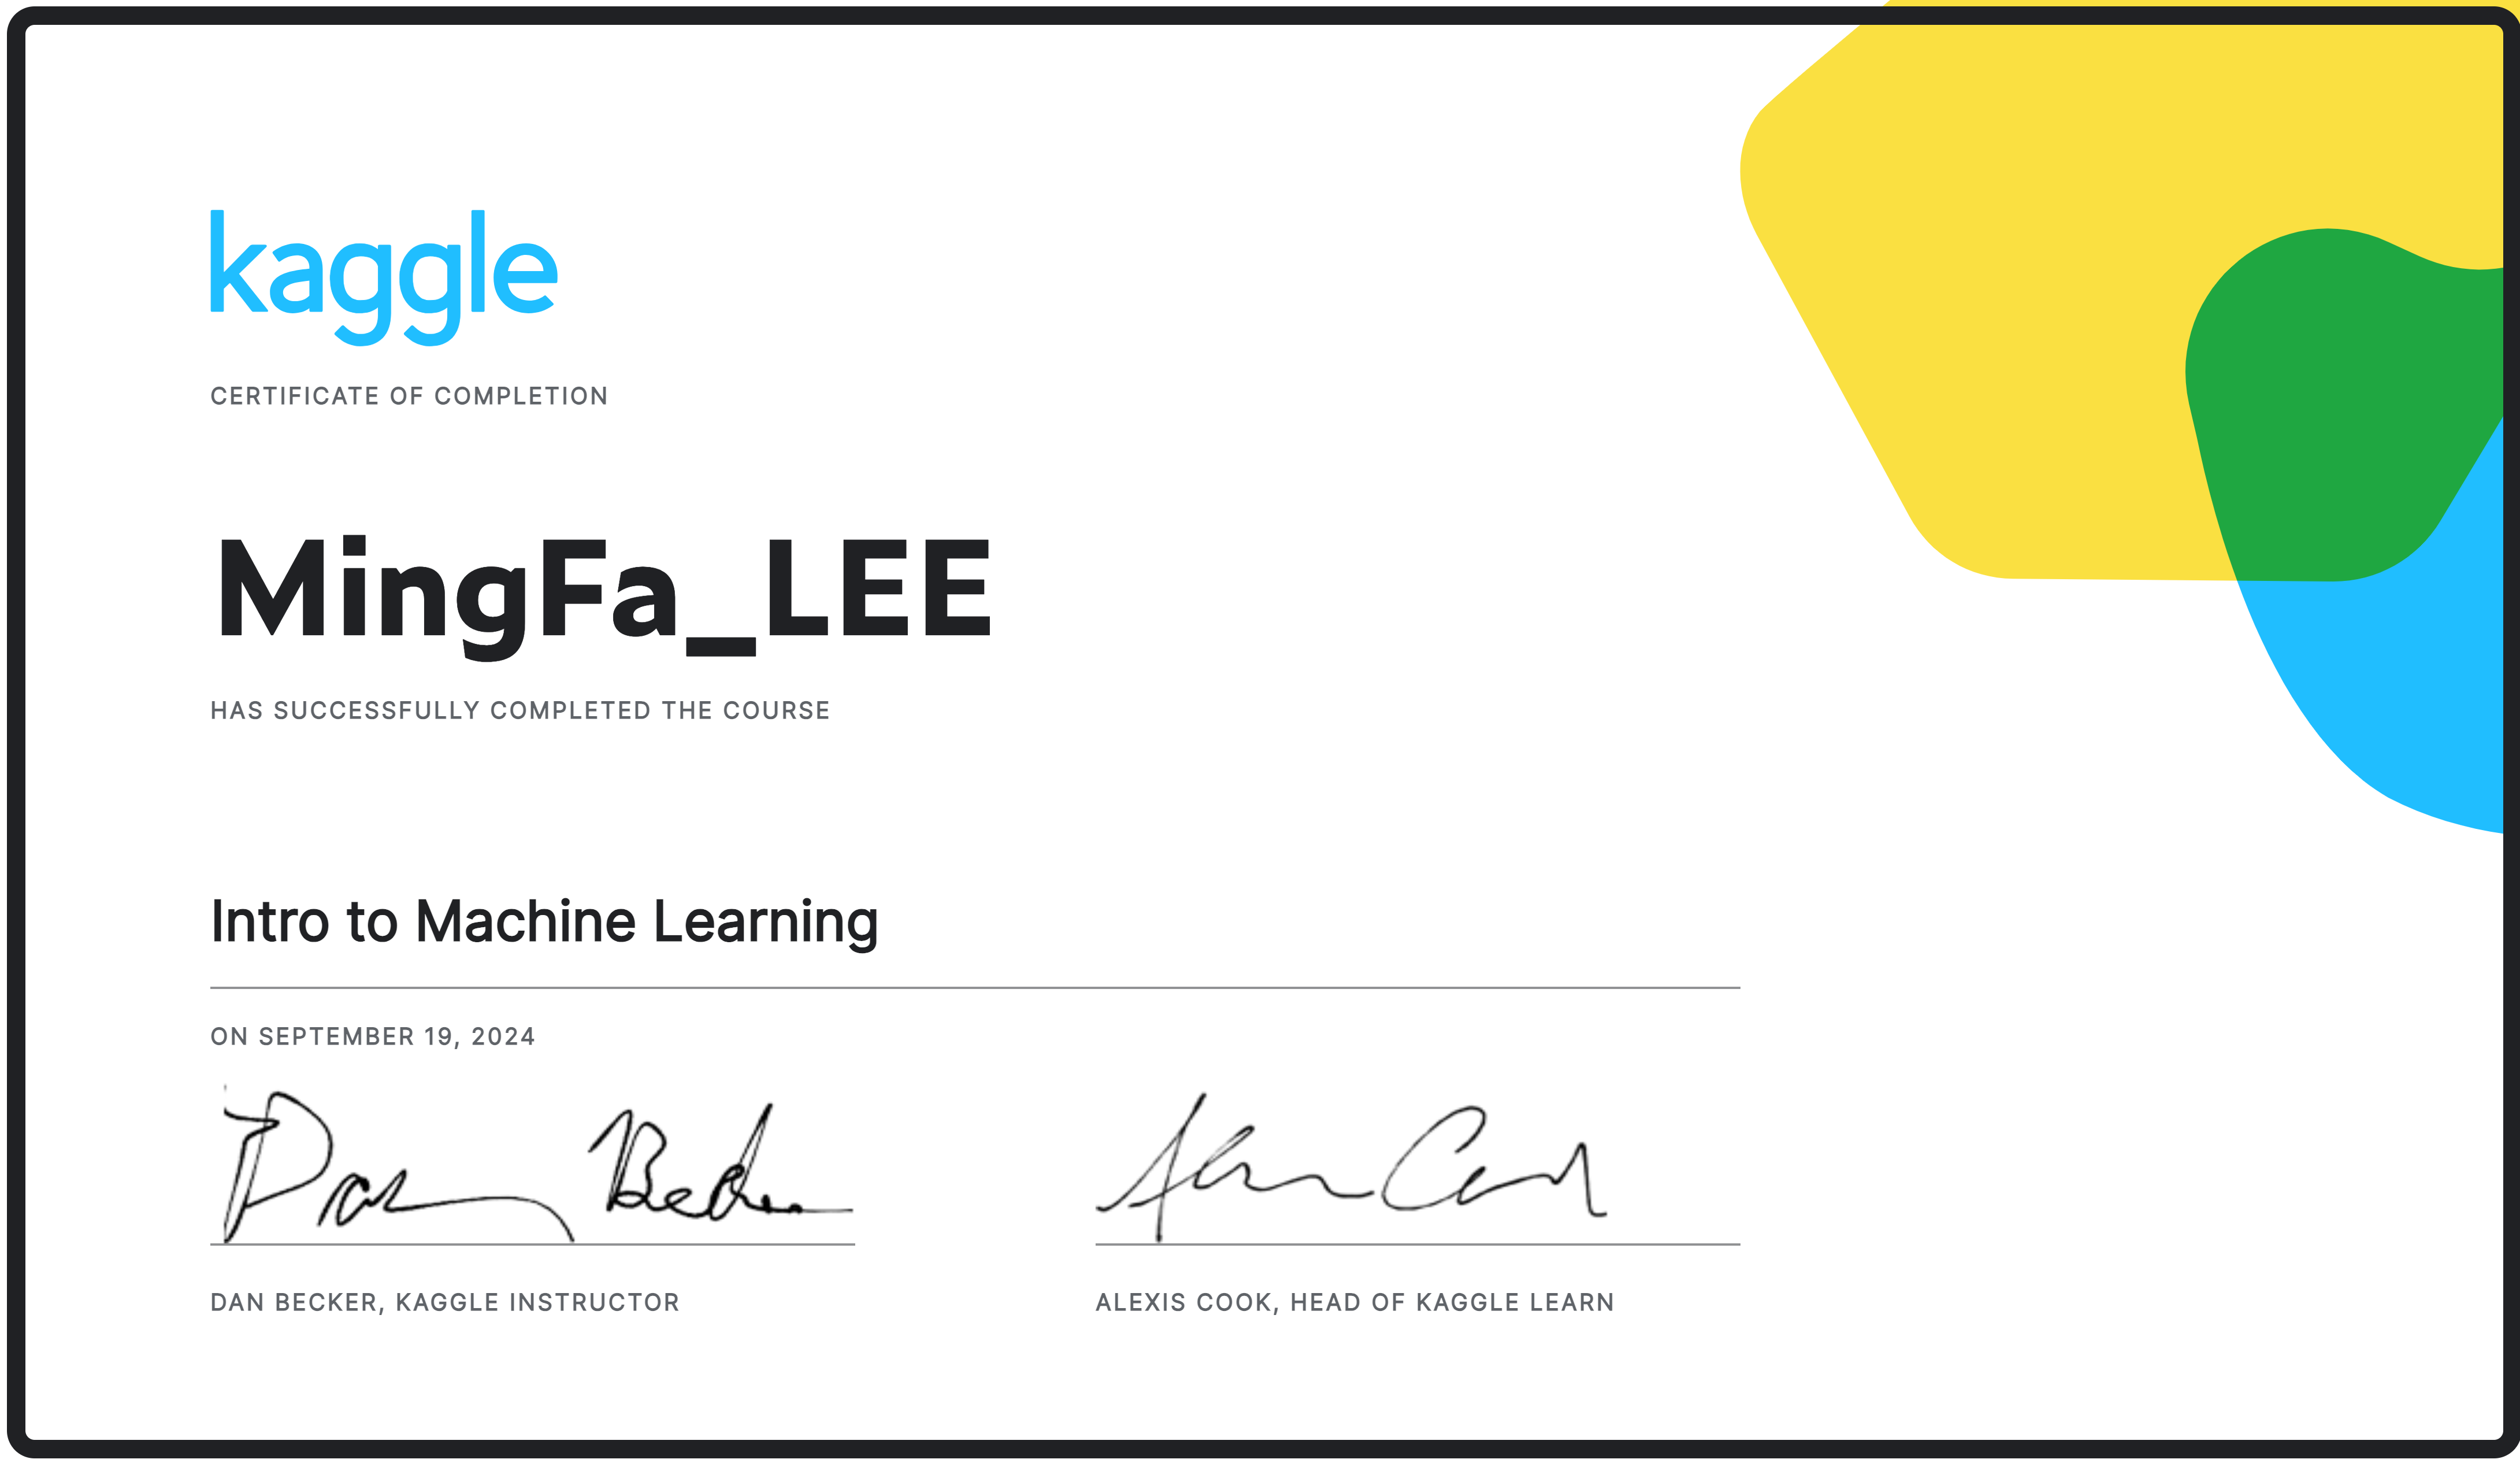 kaggle
CERTIFICATE OF COMPLETION
MingFa_LEE
HAS SUCCESSFULLY COMPLETED THE COURSE
Intro to Machine Learning
ON SEPTEMBER 19, 2024
Dan Becker
Alexis Cook
DAN BECKER, KAGGLE INSTRUCTOR
ALEXIS COOK, HEAD OF KAGGLE LEARN